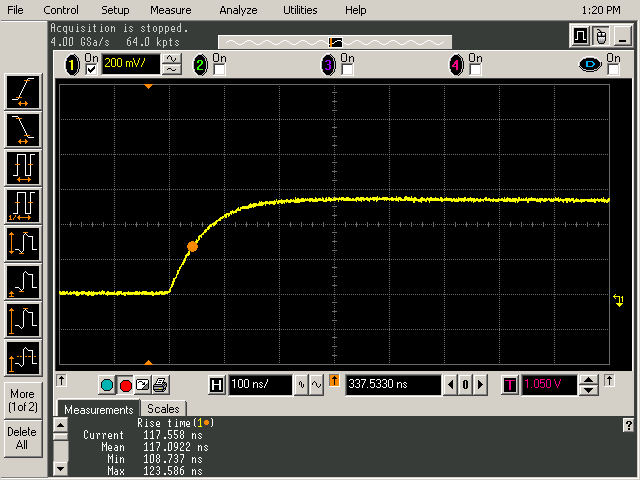 File Control Setup Measure Analyze Utilities Help 1:20 PM
Acquisition is stopped.
4.00 GSa/s 64.0 kpts
On On On On On
1 200 mV/ 2 3 4 D
H 100 ns/ T 337.5330 ns 0 T 1.050 V
More
(1of 2)
Delete
All
Measurements Scales
Rise time(1)
Current 117.558 ns
Mean 117.0922 ns
Min 108.737 ns
Max 123.586 ns
?